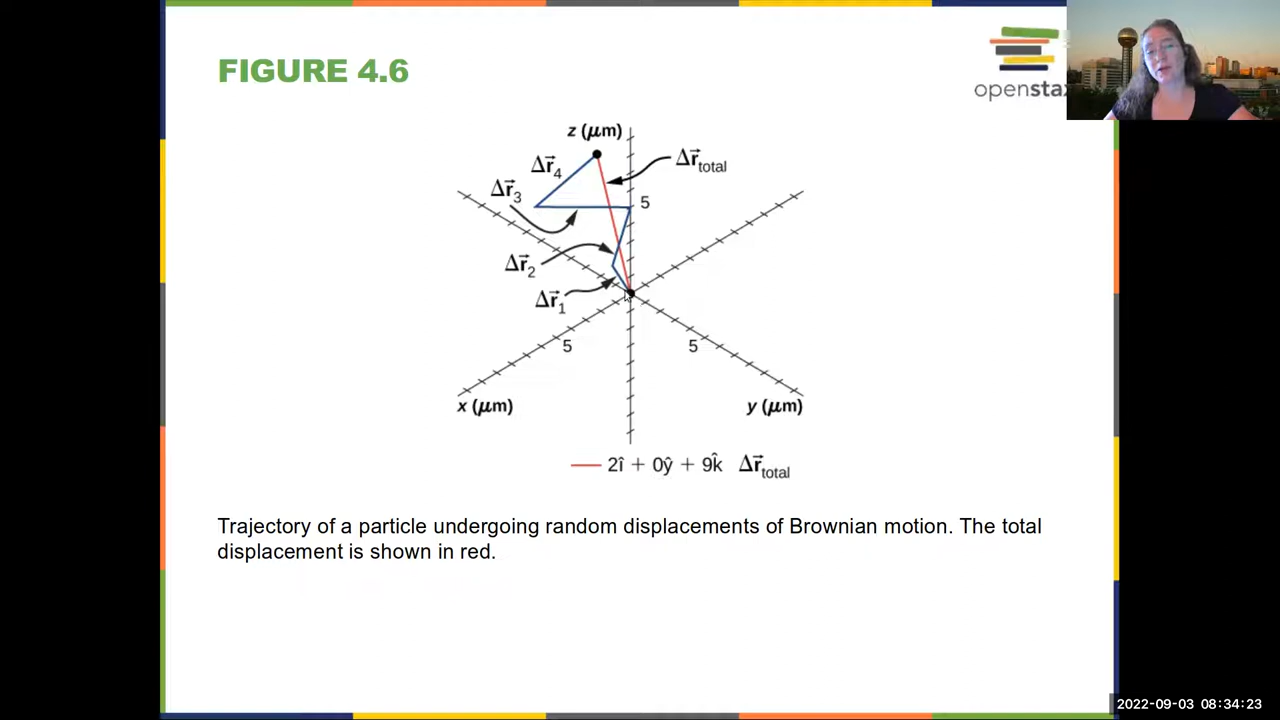 FIGURE 4.6
openstax
z (μm)
Δr⃗₄
Δr⃗total
Δr⃗₃
5
Δr⃗₂
Δr⃗₁
5
5
x (μm)
y (μm)
2î + 0ŷ + 9k̂ Δr⃗total
Trajectory of a particle undergoing random displacements of Brownian motion. The total
displacement is shown in red.
2022-09-03 08:34:23